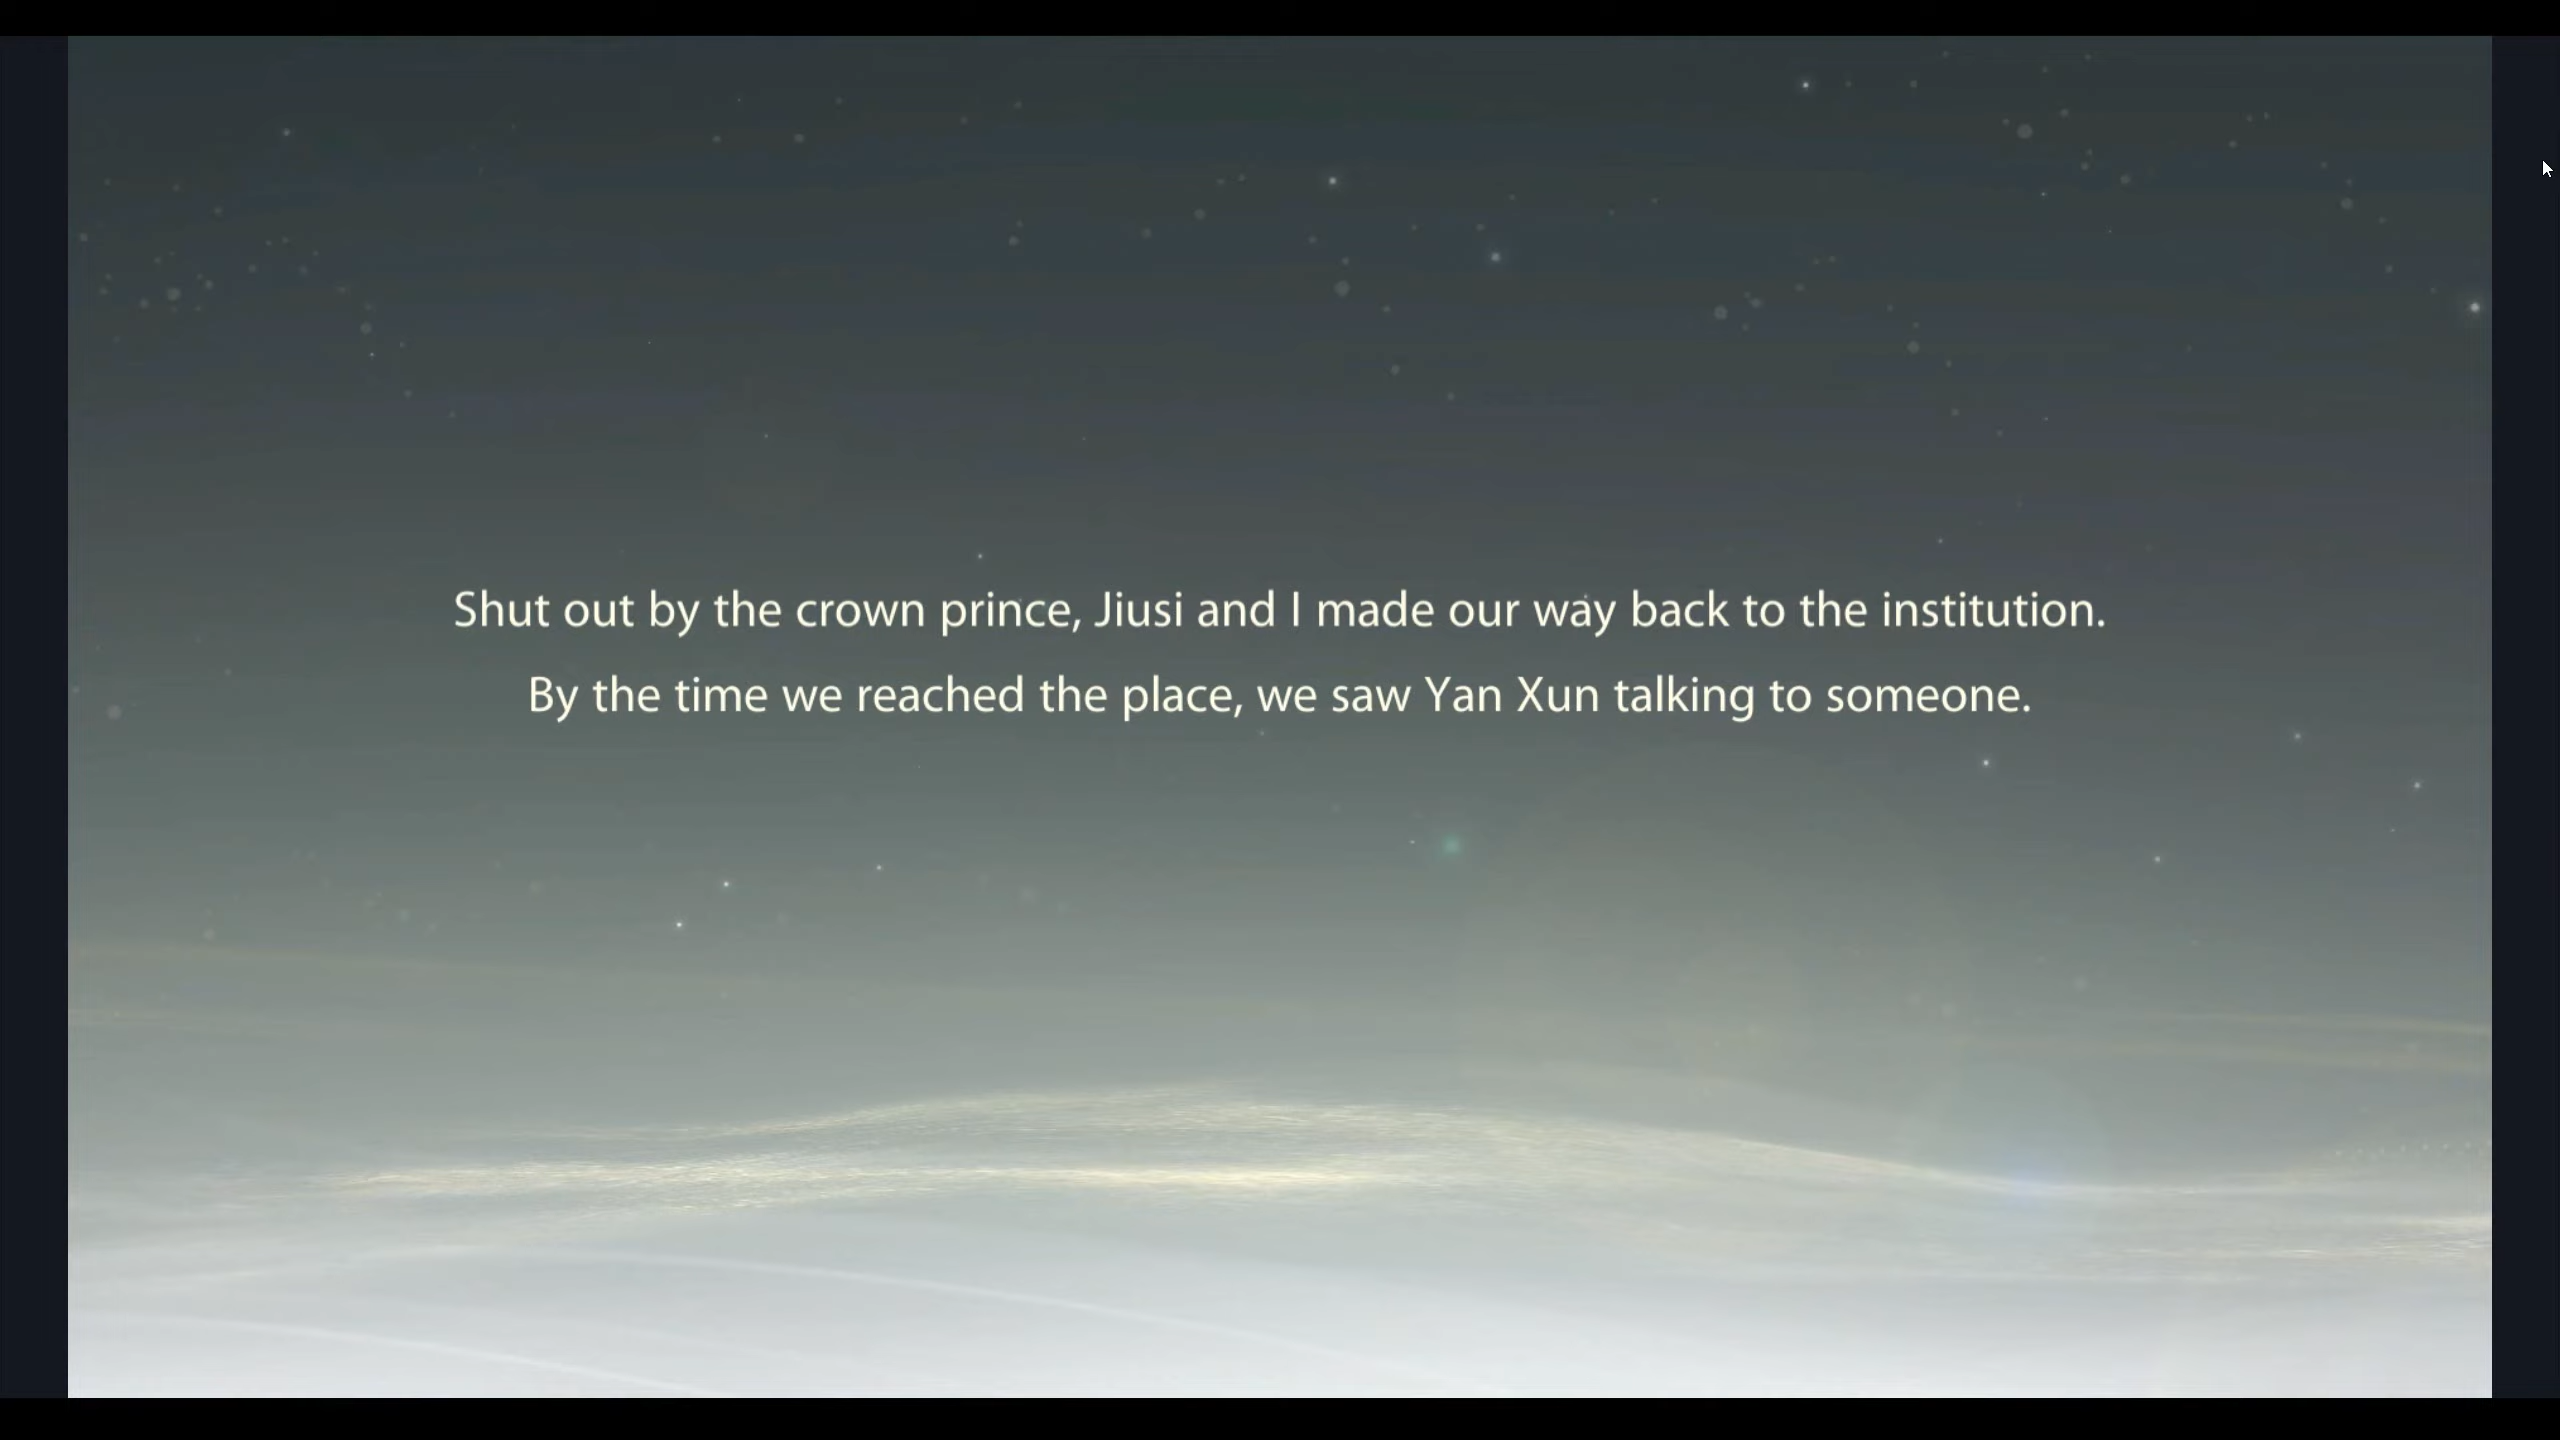 Shut out by the crown prince, Jiusi and I made our way back to the institution.
By the time we reached the place, we saw Yan Xun talking to someone.